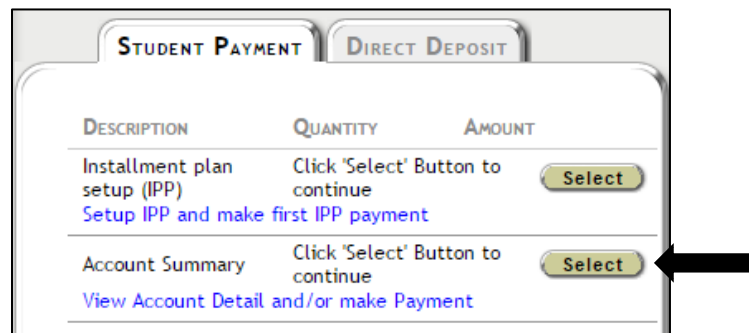 STUDENT PAYMENT DIRECT DEPOSIT
DESCRIPTION QUANTITY AMOUNT
Installment plan Click 'Select' Button to
setup (IPP) continue Select
Setup IPP and make first IPP payment
Account Summary Click 'Select' Button to
continue Select
View Account Detail and/or make Payment